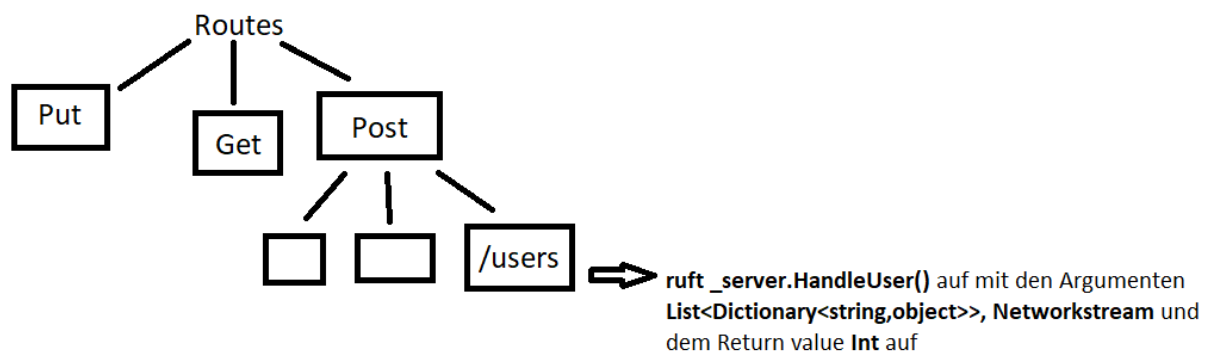 Routes
Put
Get
Post
/users
ruft _server.HandleUser() auf mit den Argumenten
List<Dictionary<string,object>>, Networkstream und
dem Return value Int auf